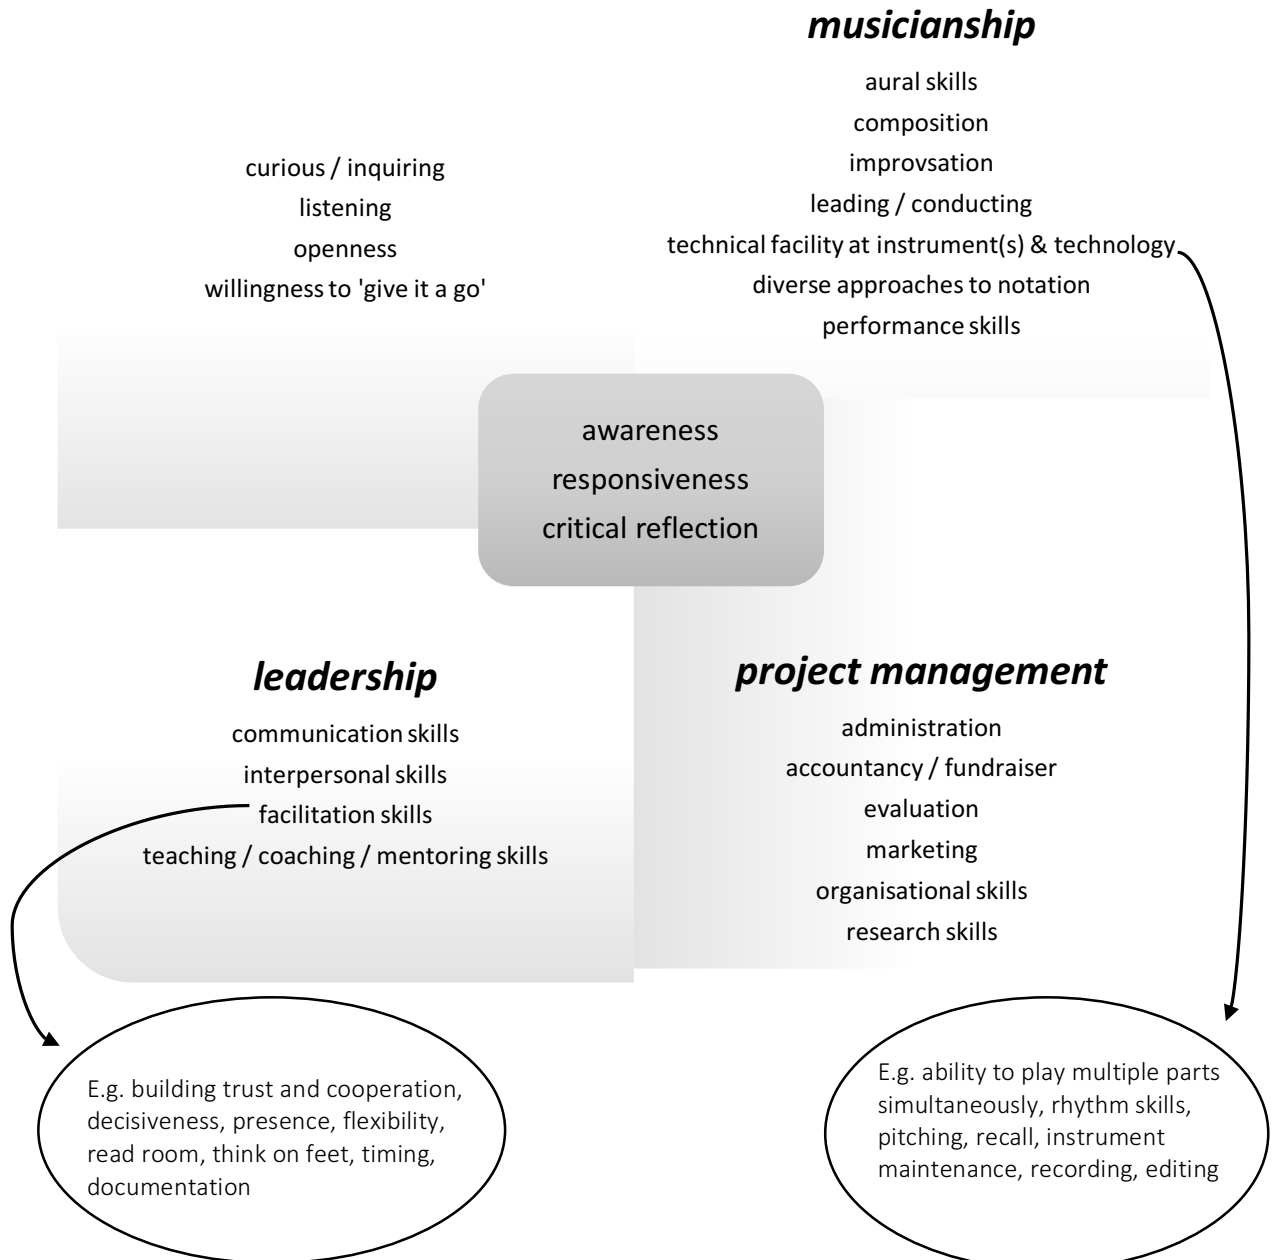 musicianship
aural skills
composition
improvsation
leading / conducting
technical facility at instrument(s) & technology
diverse approaches to notation
performance skills
curious / inquiring
listening
openness
willingness to 'give it a go'
awareness
responsiveness
critical reflection
leadership
communication skills
interpersonal skills
facilitation skills
teaching / coaching / mentoring skills
project management
administration
accountancy / fundraiser
evaluation
marketing
organisational skills
research skills
E.g. building trust and cooperation,
decisiveness, presence, flexibility,
read room, think on feet, timing,
documentation
E.g. ability to play multiple parts
simultaneously, rhythm skills,
pitching, recall, instrument
maintenance, recording, editing